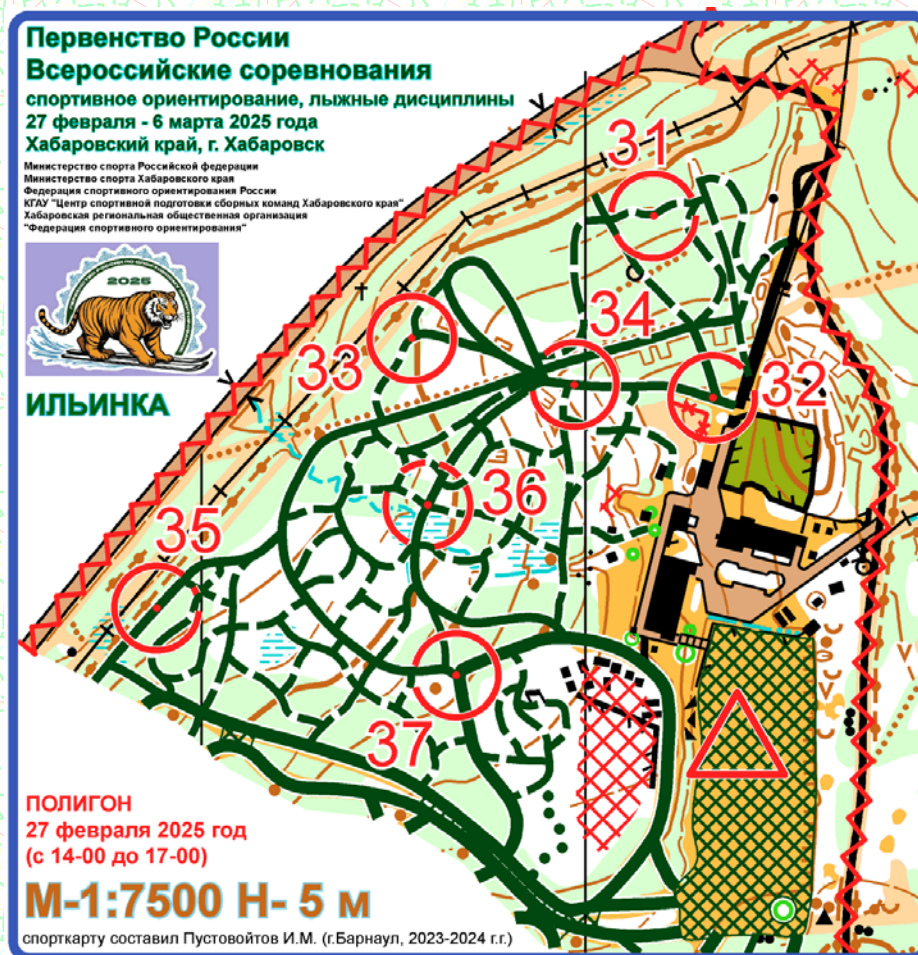 Первенство России
Всероссийские соревнования
спортивное ориентирование, лыжные дисциплины
27 февраля - 6 марта 2025 года
Хабаровский край, г. Хабаровск
Министерство спорта Российской федерации
Министерство спорта Хабаровского края
Федерация спортивного ориентирования России
КГАУ "Центр спортивной подготовки сборных команд Хабаровского края"
Хабаровская региональная общественная организация
"Федерация спортивного ориентирования"
2025
ИЛЬИНКА
31
34
33
32
36
35
37
ПОЛИГОН
27 февраля 2025 год
(с 14-00 до 17-00)
М-1:7500 Н- 5 м
спорткарту составил Пустовойтов И.М. (г.Барнаул, 2023-2024 г.г.)